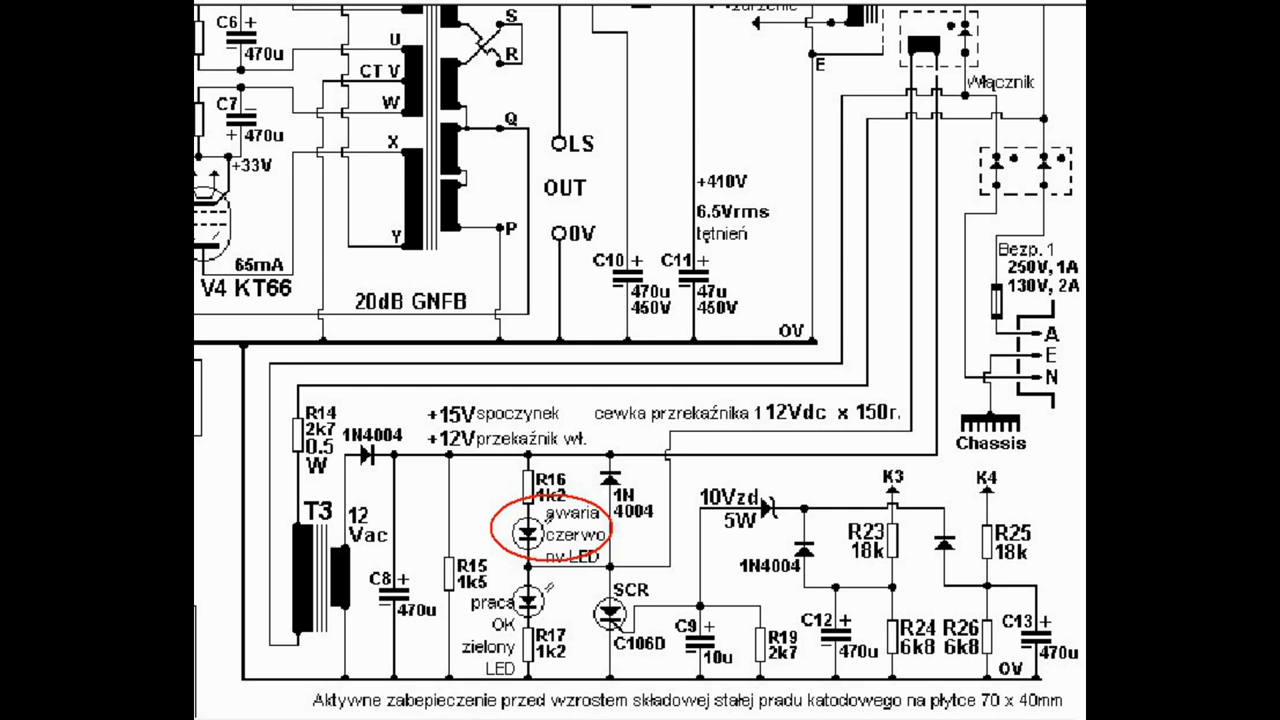 C6 +
470u
C7
+ 470u
+33V
65mA
V4 KT66
U
CT V
W
X
Y
S
R
Q
P
20dB GNFB
LS
OUT
0V
E
Włącznik
+410V
6.5Vrms
tętnień
C10 +
470u
450V
C11 +
47u
450V
0V
Bezp. 1
250V, 1A
130V, 2A
A
E
N
Chassis
R14
2k7
0.5
W
1N4004
+15V spoczynek
+12V przekaźnik wł.
cewka przrekaźnika 1 12Vdc x 150r.
T3
12
Vac
C8 +
470u
R15
1k5
R16
1k2
awaria
czerwo
ny LED
1N
4004
praca
OK
zielony
LED
R17
1k2
SCR
C106D
10Vzd
5W
1N4004
C9 +
10u
R19
2k7
C12 +
470u
K3
R23
18k
R24
6k8
K4
R25
18k
R26
6k8
C13 +
470u
0V
Aktywne zabezpieczenie przed wzrostem składowej stałej pradu katodowego na płytce 70 x 40mm